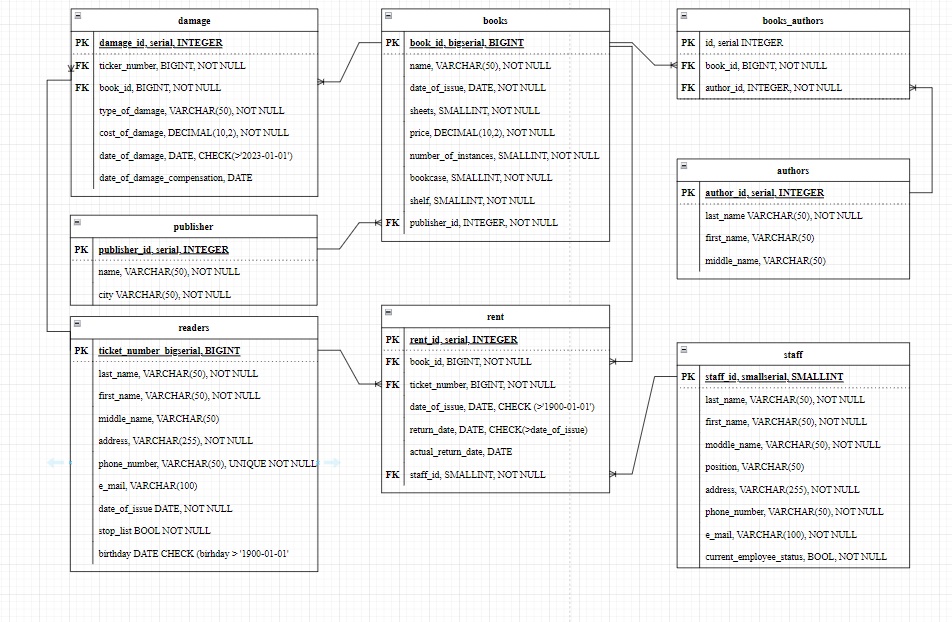 damage
PK damage_id, serial, INTEGER
FK ticker_number, BIGINT, NOT NULL
FK book_id, BIGINT, NOT NULL
type_of_damage, VARCHAR(50), NOT NULL
cost_of_damage, DECIMAL(10,2), NOT NULL
date_of_damage, DATE, CHECK(>'2023-01-01')
date_of_damage_compensation, DATE
books
PK book_id, bigserial, BIGINT
name, VARCHAR(50), NOT NULL
date_of_issue, DATE, NOT NULL
sheets, SMALLINT, NOT NULL
price, DECIMAL(10,2), NOT NULL
number_of_instances, SMALLINT, NOT NULL
bookcase, SMALLINT, NOT NULL
shelf, SMALLINT, NOT NULL
FK publisher_id, INTEGER, NOT NULL
books_authors
PK id, serial INTEGER
FK book_id, BIGINT, NOT NULL
FK author_id, INTEGER, NOT NULL
authors
PK author_id, serial, INTEGER
last_name VARCHAR(50), NOT NULL
first_name, VARCHAR(50)
middle_name, VARCHAR(50)
publisher
PK publisher_id, serial, INTEGER
name, VARCHAR(50), NOT NULL
city VARCHAR(50), NOT NULL
readers
PK ticket_number_bigserial, BIGINT
last_name, VARCHAR(50), NOT NULL
first_name, VARCHAR(50), NOT NULL
middle_name, VARCHAR(50)
address, VARCHAR(255), NOT NULL
phone_number, VARCHAR(50), UNIQUE NOT NULL
e_mail, VARCHAR(100)
date_of_issue DATE, NOT NULL
stop_list BOOL NOT NULL
birthday DATE CHECK (birhday > '1900-01-01'
rent
PK rent_id, serial, INTEGER
FK book_id, BIGINT, NOT NULL
FK ticket_number, BIGINT, NOT NULL
date_of_issue, DATE, CHECK (>'1900-01-01')
return_date, DATE, CHECK(>date_of_issue)
actual_return_date, DATE
FK staff_id, SMALLINT, NOT NULL
staff
PK staff_id, smallserial, SMALLINT
last_name, VARCHAR(50), NOT NULL
first_name, VARCHAR(50), NOT NULL
moddle_name, VARCHAR(50), NOT NULL
position, VARCHAR(50)
address, VARCHAR(255), NOT NULL
phone_number, VARCHAR(50), NOT NULL
e_mail, VARCHAR(100), NOT NULL
current_employee_status, BOOL, NOT NULL